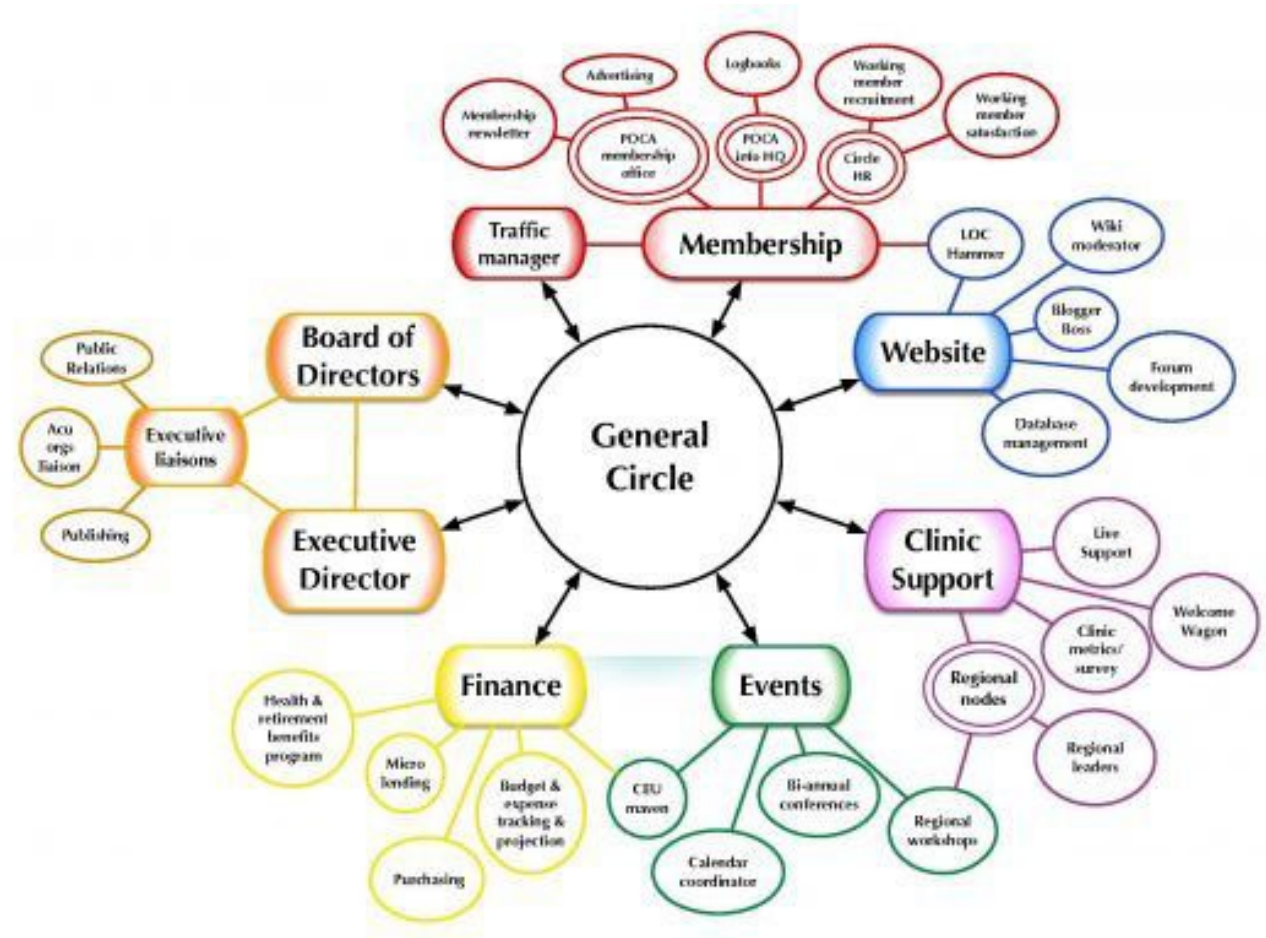 Advertising
Logbooks
Working
member
recruitment
Working
member
satisfaction
Membership
newsletter
POCA
membership
office
POCA
info HQ
Circle
HR
Traffic
manager
Membership
LOC
Hammer
Wiki
moderator
Blogger
Boss
Website
Forum
development
Database
management
Board of
Directors
Public
Relations
Executive
liaisons
Acu
orgs
liaison
Publishing
Executive
Director
General
Circle
Clinic
Support
Live
Support
Welcome
Wagon
Clinic
metrics/
survey
Regional
nodes
Regional
leaders
Finance
Events
Health &
retirement
benefits
program
Micro
lending
Budget &
expense
tracking &
projection
Purchasing
CEU
maven
Bi-annual
conferences
Calendar
coordinator
Regional
workshops